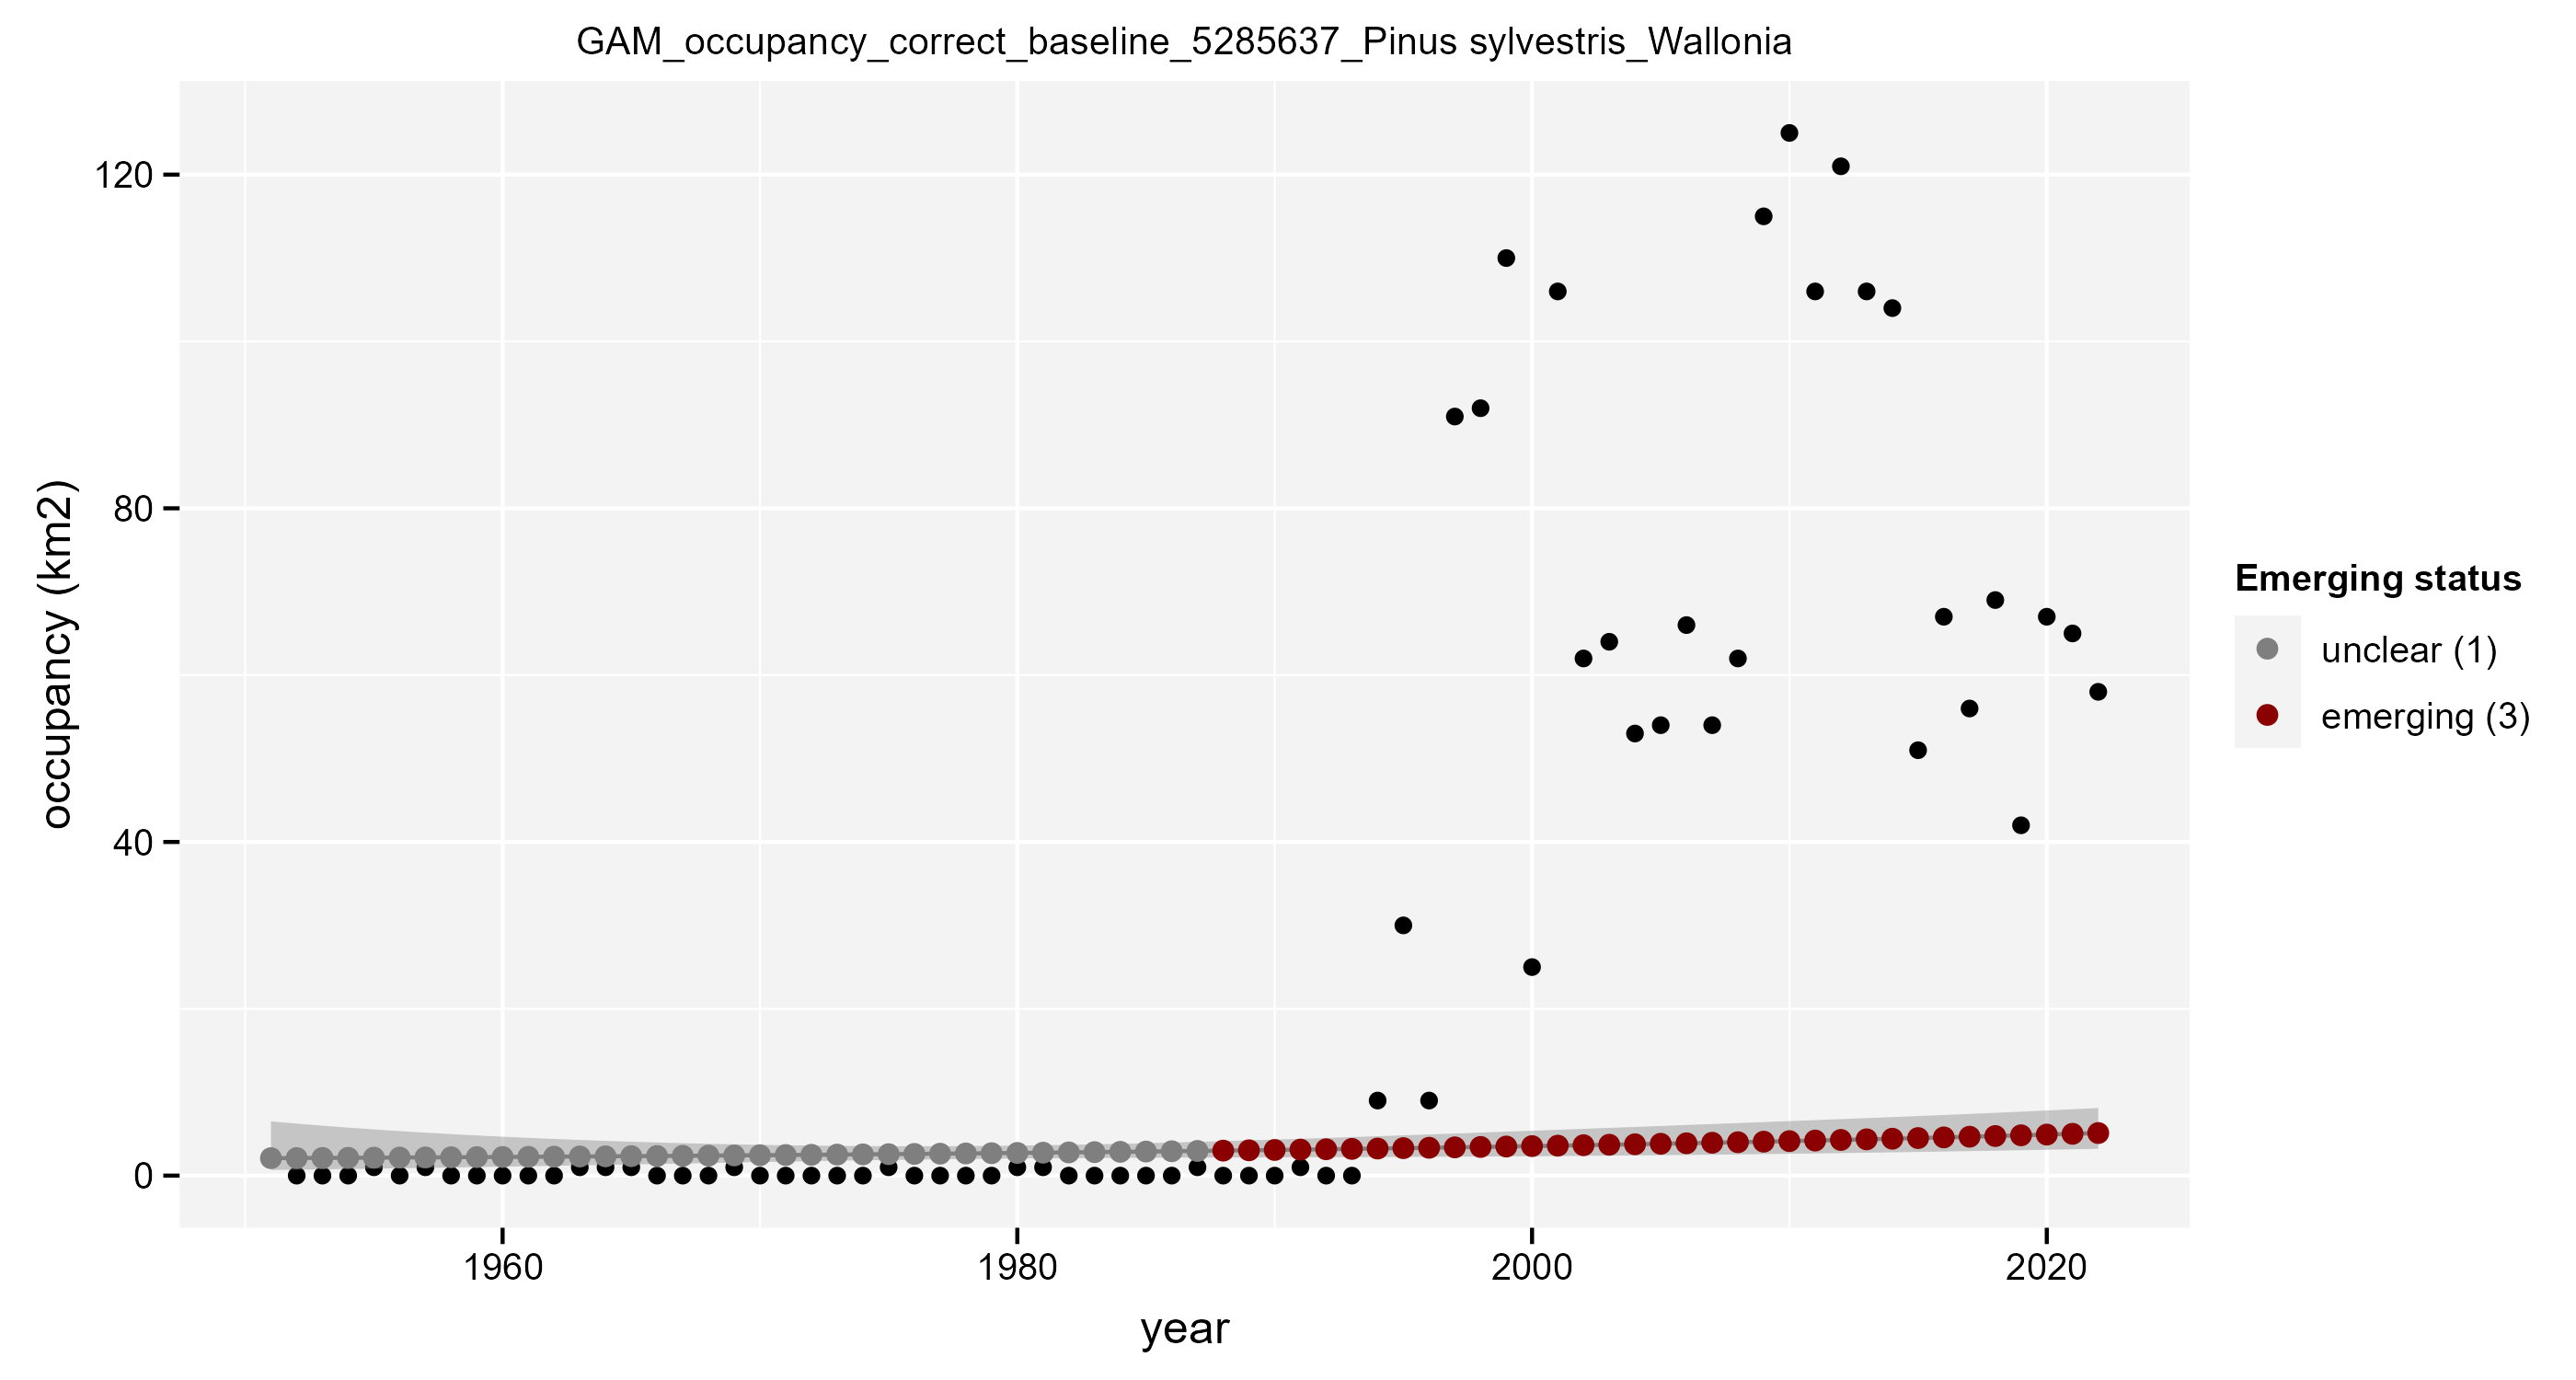 GAM_occupancy_correct_baseline_5285637_Pinus sylvestris_Wallonia
occupancy (km2)
120
80
40
0
1960 1980 2000 2020
year
Emerging status
unclear (1)
emerging (3)